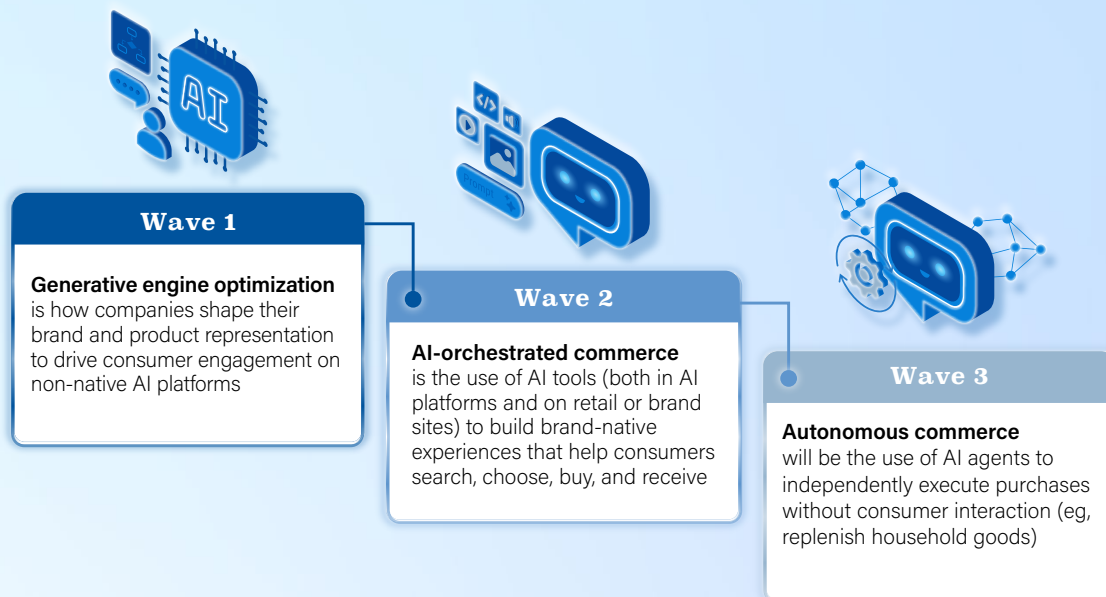 AI
</>
Prompt
Wave 1
Generative engine optimization
is how companies shape their
brand and product representation
to drive consumer engagement on
non-native AI platforms
Wave 2
AI-orchestrated commerce
is the use of AI tools (both in AI
platforms and on retail or brand
sites) to build brand-native
experiences that help consumers
search, choose, buy, and receive
Wave 3
Autonomous commerce
will be the use of AI agents to
independently execute purchases
without consumer interaction (eg,
replenish household goods)